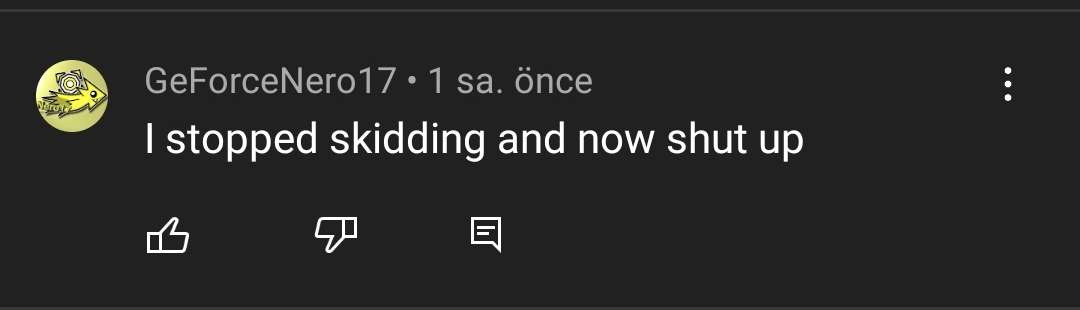 GeForceNero17 • 1 sa. önce
I stopped skidding and now shut up